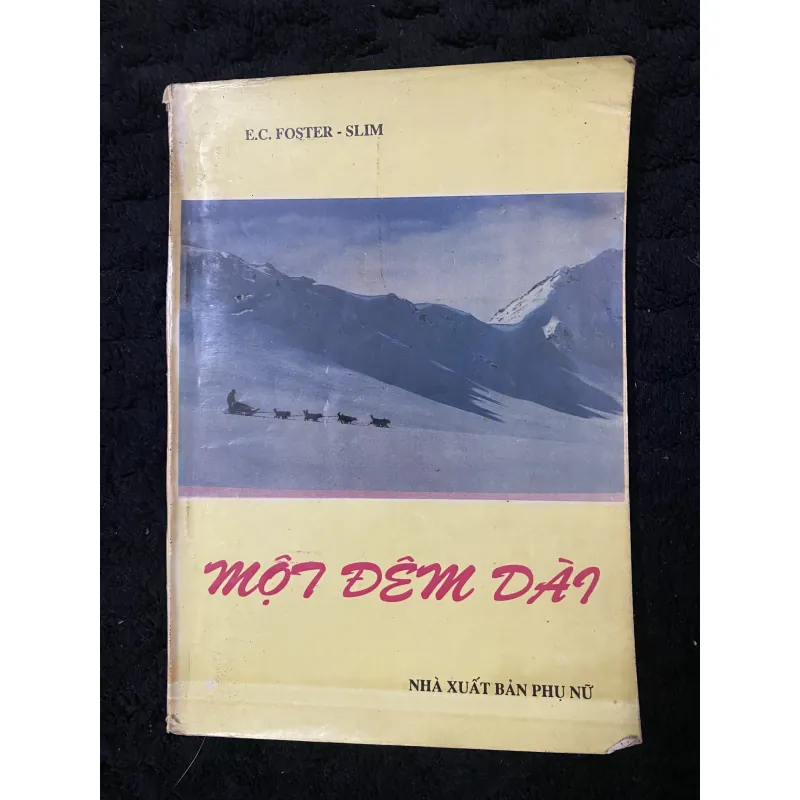 E.C. FOSTER - SLIM
MỘT ĐÊM DÀI
NHÀ XUẤT BẢN PHỤ NỮ